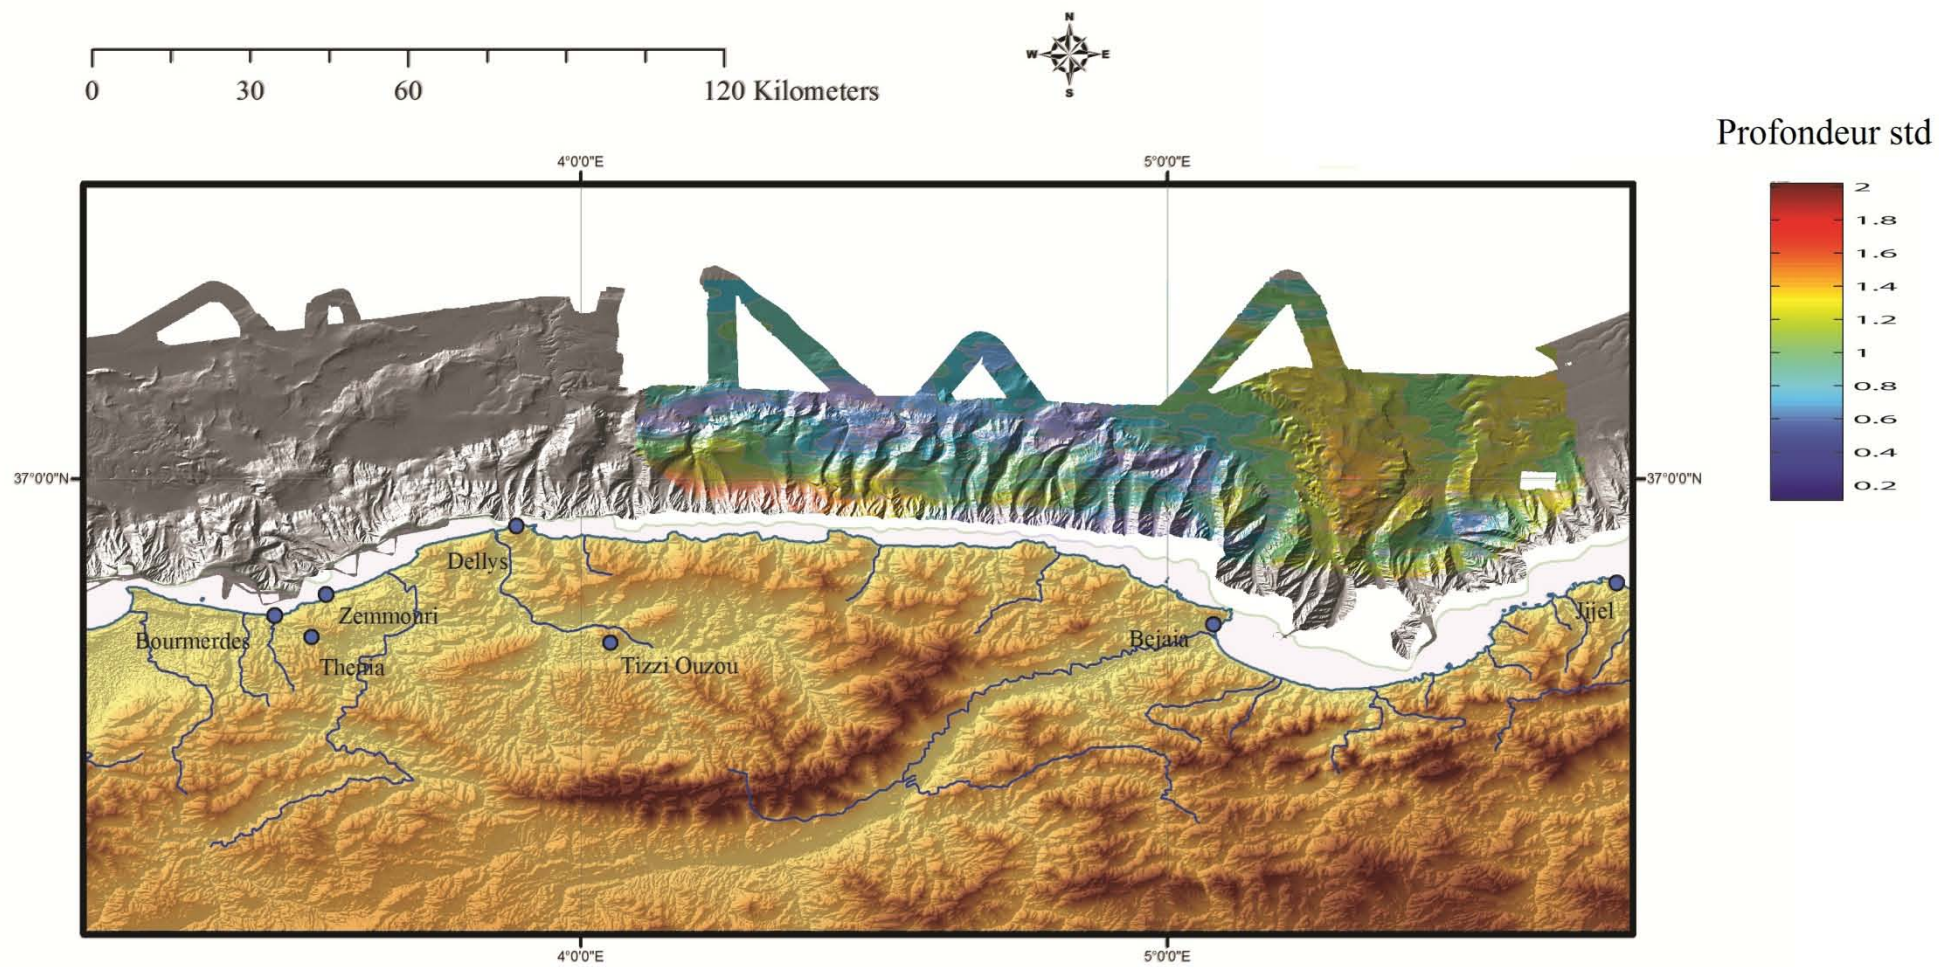 N
W E
S
0 30 60 120 Kilometers
Profondeur std
4°0'0"E 5°0'0"E
2
1.8
1.6
1.4
1.2
1
0.8
0.6
0.4
0.2
37°0'0"N 37°0'0"N
Dellys
Zemmouri
Bourmerdes
Thenia
Tizzi Ouzou
Bejaia
Jijel
4°0'0"E 5°0'0"E